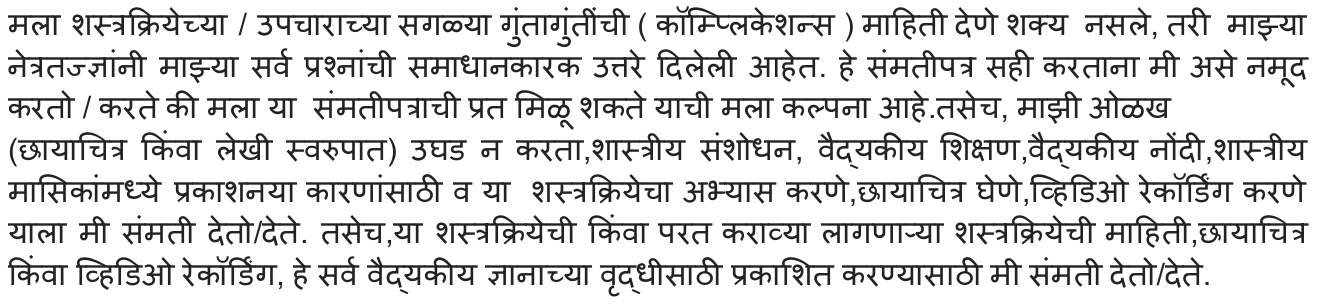 मला शस्त्रक्रियेच्या / उपचाराच्या सगळ्या गुंतागुंतींची ( कॉम्प्लिकेशन्स ) माहिती देणे शक्य नसले, तरी माझ्या
नेत्रतज्ज्ञांनी माझ्या सर्व प्रश्नांची समाधानकारक उत्तरे दिलेली आहेत. हे संमतीपत्र सही करताना मी असे नमूद
करतो / करते की मला या संमतीपत्राची प्रत मिळू शकते याची मला कल्पना आहे.तसेच, माझी ओळख
(छायाचित्र किंवा लेखी स्वरुपात) उघड न करता,शास्त्रीय संशोधन, वैद्यकीय शिक्षण,वैद्यकीय नोंदी,शास्त्रीय
मासिकांमध्ये प्रकाशनया कारणांसाठी व या शस्त्रक्रियेचा अभ्यास करणे,छायाचित्र घेणे,व्हिडिओ रेकॉर्डिंग करणे
याला मी संमती देतो/देते. तसेच,या शस्त्रक्रियेची किंवा परत कराव्या लागणाऱ्या शस्त्रक्रियेची माहिती,छायाचित्र
किंवा व्हिडिओ रेकॉर्डिंग, हे सर्व वैद्यकीय ज्ञानाच्या वृद्धीसाठी प्रकाशित करण्यासाठी मी संमती देतो/देते.